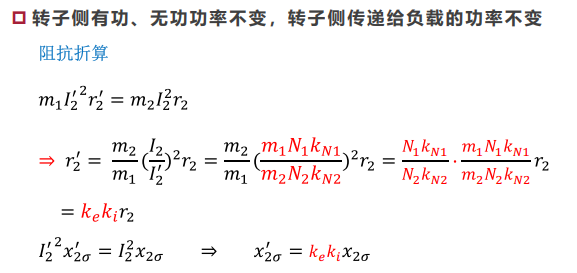 转子侧有功、无功功率不变，转子侧传递给负载的功率不变
阻抗折算
$m_1 {I_2'}^2 r_2' = m_2 I_2^2 r_2$
$\Rightarrow r_2' = \frac{m_2}{m_1} (\frac{I_2}{I_2'})^2 r_2 = \frac{m_2}{m_1} (\frac{m_1 N_1 k_{N1}}{m_2 N_2 k_{N2}})^2 r_2 = \frac{N_1 k_{N1}}{N_2 k_{N2}} \cdot \frac{m_1 N_1 k_{N1}}{m_2 N_2 k_{N2}} r_2$
$= k_e k_i r_2$
${I_2'}^2 x_{2\sigma}' = I_2^2 x_{2\sigma} \quad \Rightarrow \quad x_{2\sigma}' = k_e k_i x_{2\sigma}$